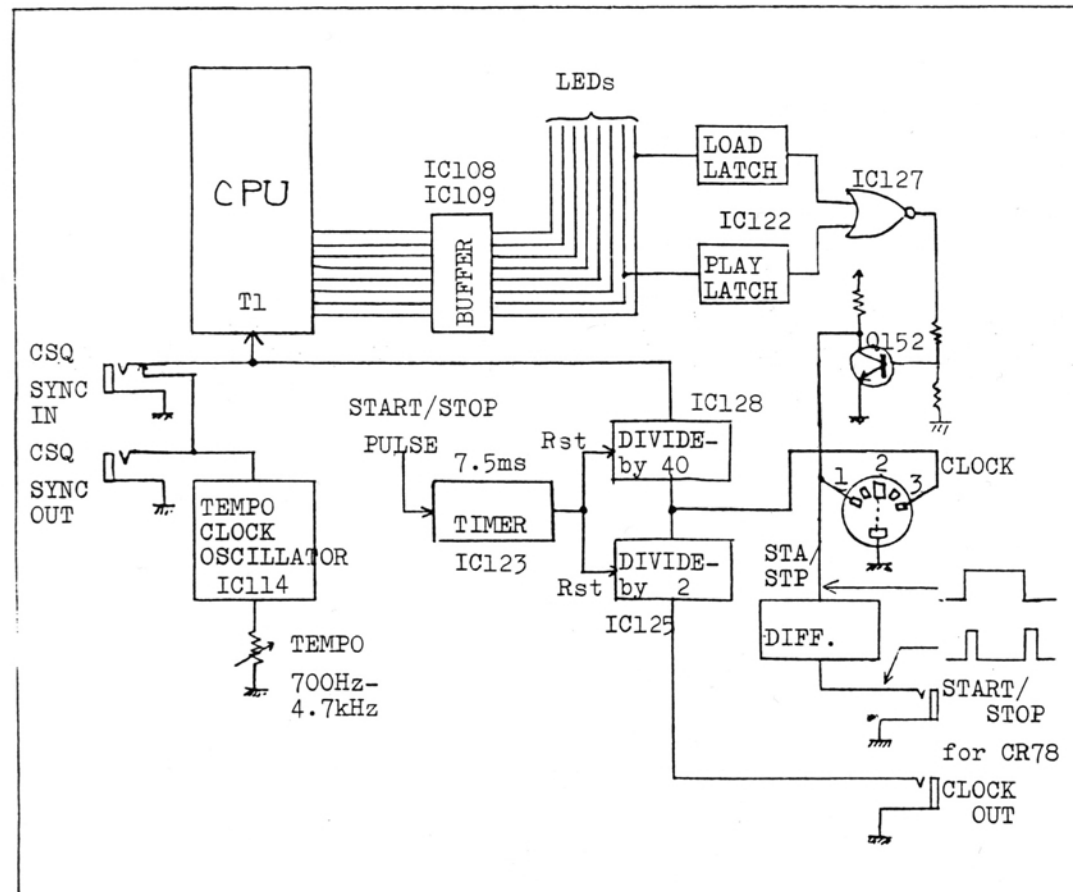 LEDs
IC108
IC109
CPU
T1
BUFFER
LOAD
LATCH
IC127
IC122
PLAY
LATCH
Q152
CSQ
SYNC
IN
CSQ
SYNC
OUT
START/STOP
PULSE
7.5ms
TIMER
IC123
Rst
Rst
IC128
DIVIDE-
by 40
DIVIDE-
by 2
IC125
CLOCK
1
2
3
TEMPO
CLOCK
OSCILLATOR
IC114
TEMPO
700Hz-
4.7kHz
STA/
STP
DIFF.
START/
STOP
for CR78
CLOCK
OUT